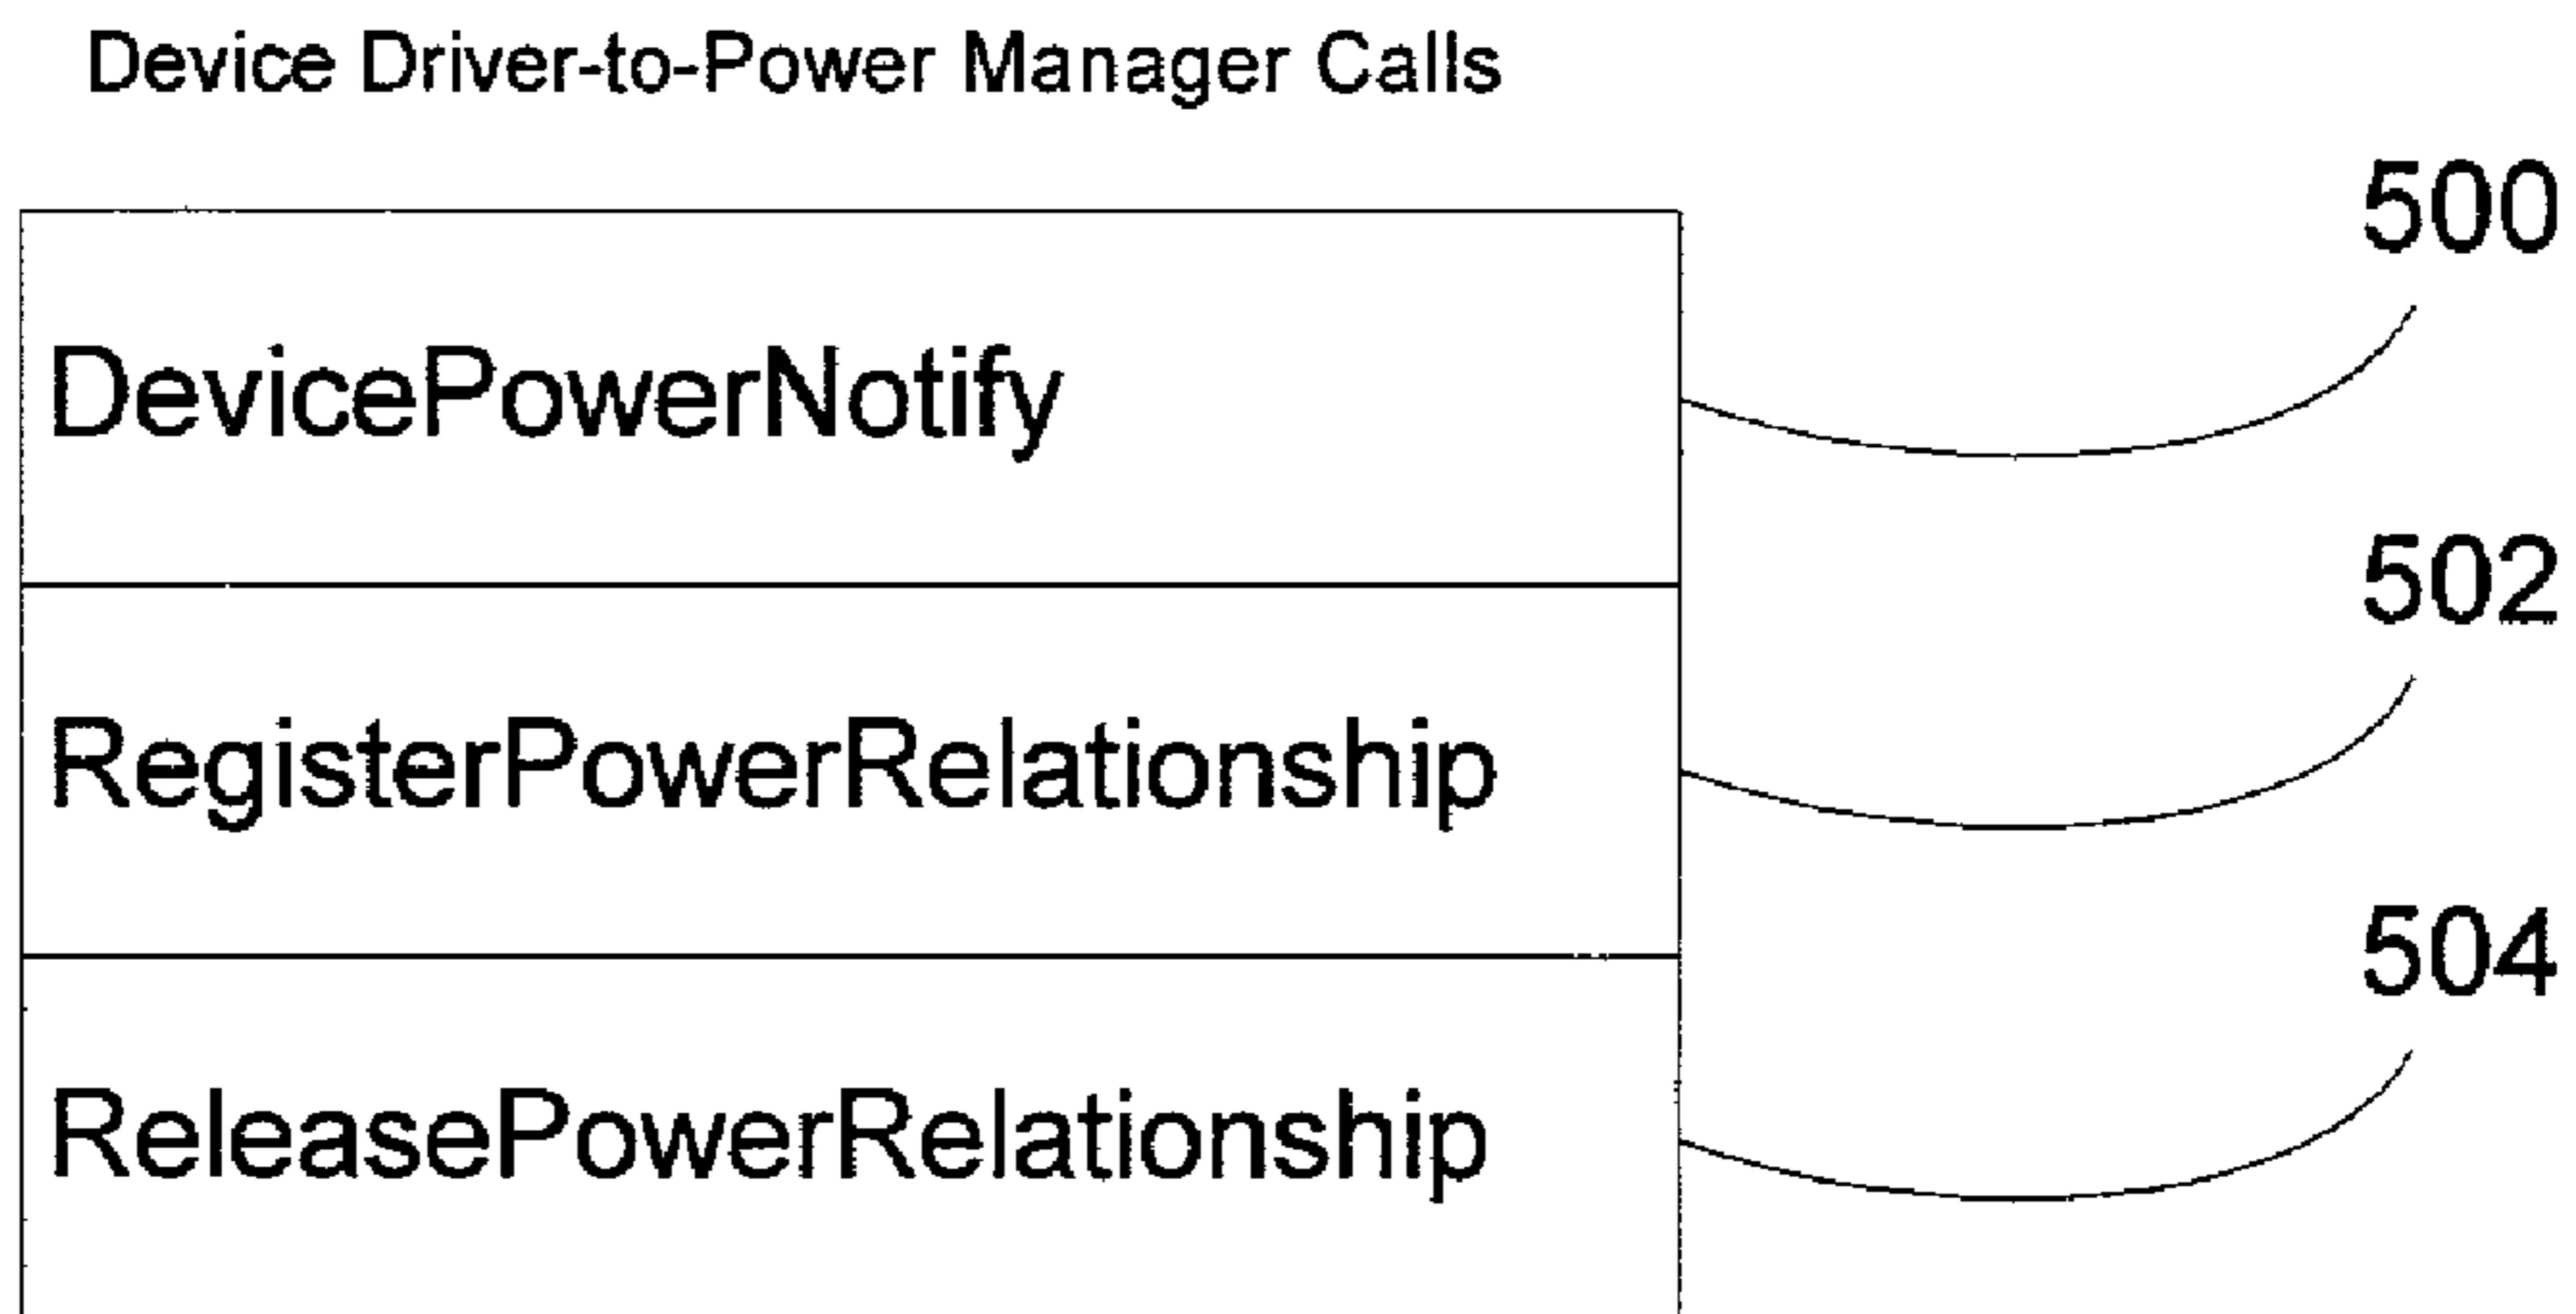 Device Driver-to-Power Manager Calls
500
DevicePowerNotify
502
RegisterPowerRelationship
504
ReleasePowerRelationship